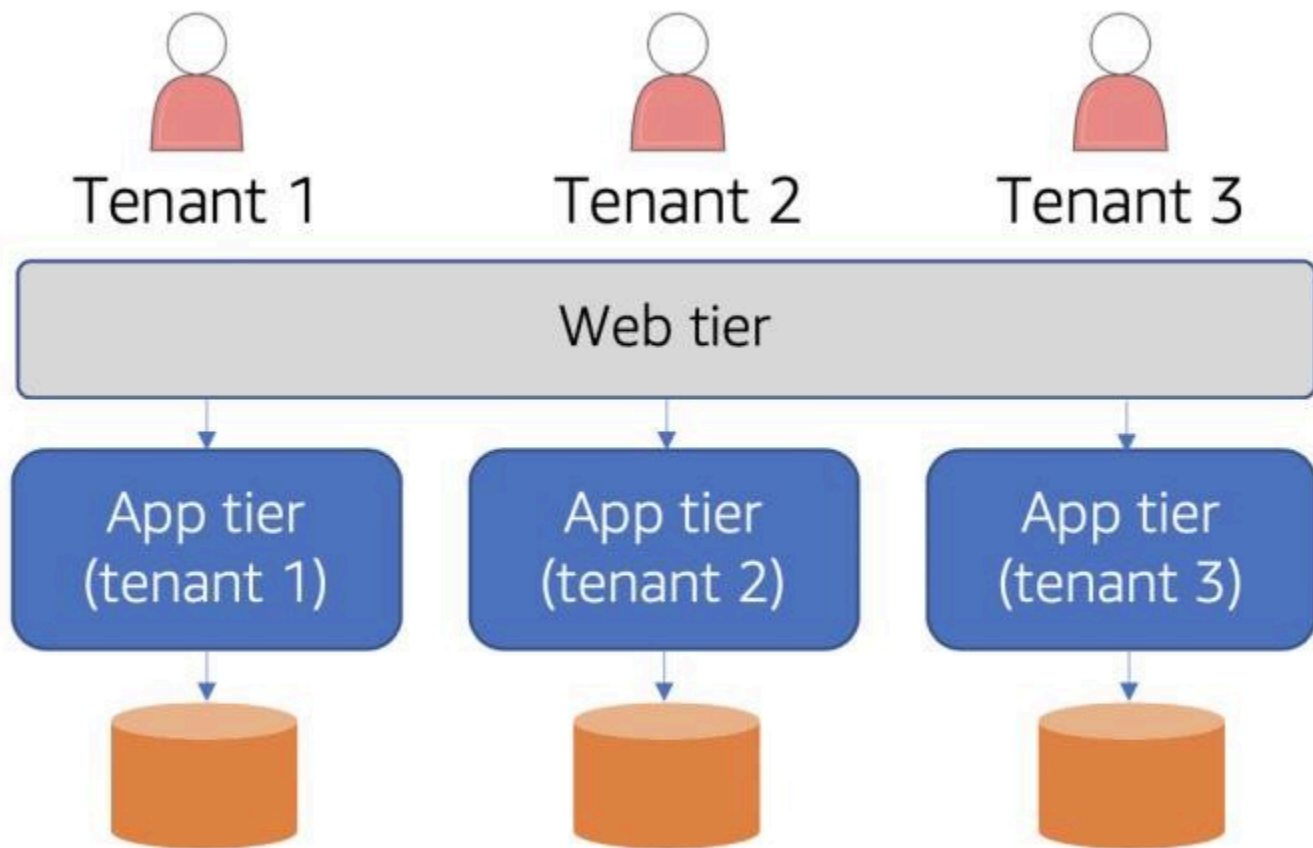 Tenant 1
Tenant 2
Tenant 3
Web tier
App tier
(tenant 1)
App tier
(tenant 2)
App tier
(tenant 3)